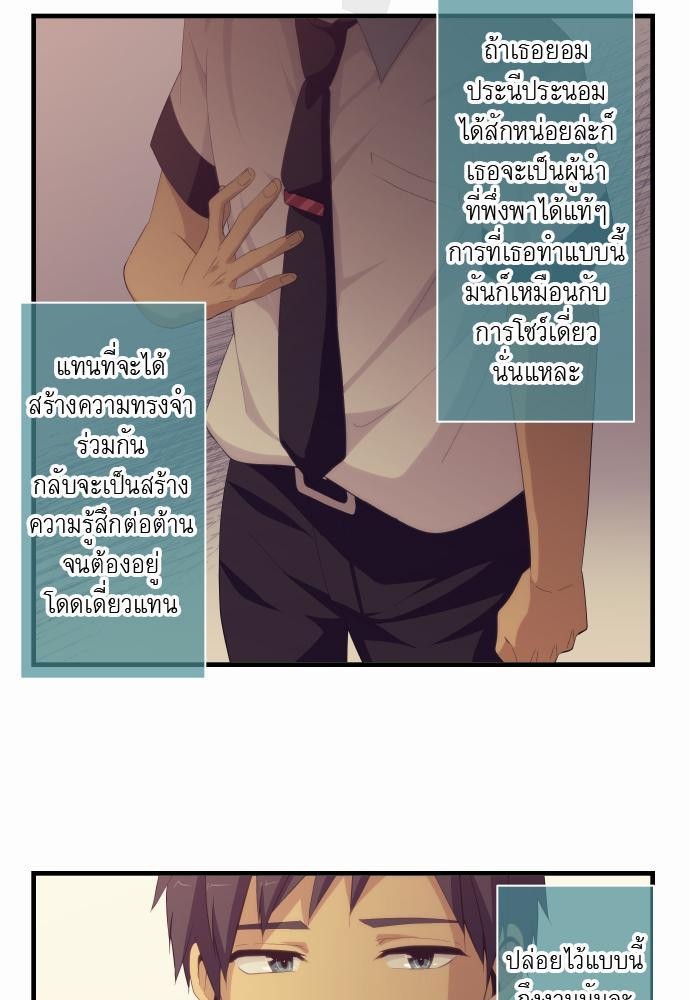 ถ้าเธอยอม
ประนีประนอม
ได้สักหน่อยล่ะก็
เธอจะเป็นผู้นำ
ที่พึ่งพาได้แท้ๆ
การที่เธอทำแบบนี้
มันก็เหมือนกับ
การโชว์เดี่ยว
นั่นแหละ
แทนที่จะได้
สร้างความทรงจำ
ร่วมกัน
กลับจะเป็นสร้าง
ความรู้สึกต่อต้าน
จนต้องอยู่
โดดเดี่ยวแทน
ปล่อยไว้แบบนี้